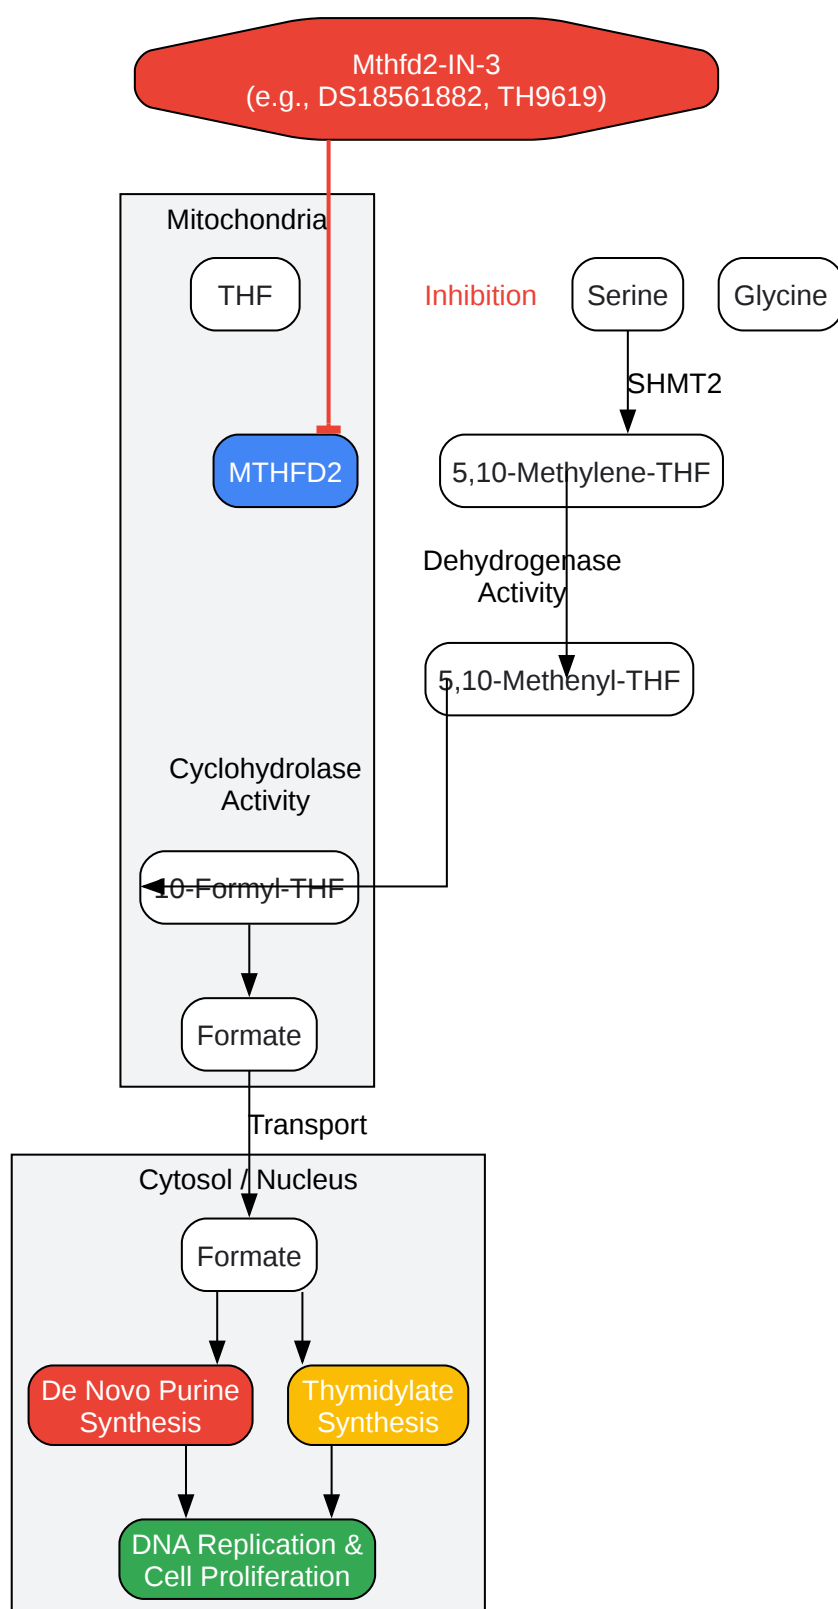 Mthfd2-IN-3
(e.g., DS18561882, TH9619)
Mitochondria
THF
Inhibition
Serine
Glycine
SHMT2
MTHFD2
5,10-Methylene-THF
Dehydrogenase
Activity
5,10-Methenyl-THF
Cyclohydrolase
Activity
10-Formyl-THF
Formate
Transport
Cytosol / Nucleus
Formate
De Novo Purine
Synthesis
Thymidylate
Synthesis
DNA Replication &
Cell Proliferation